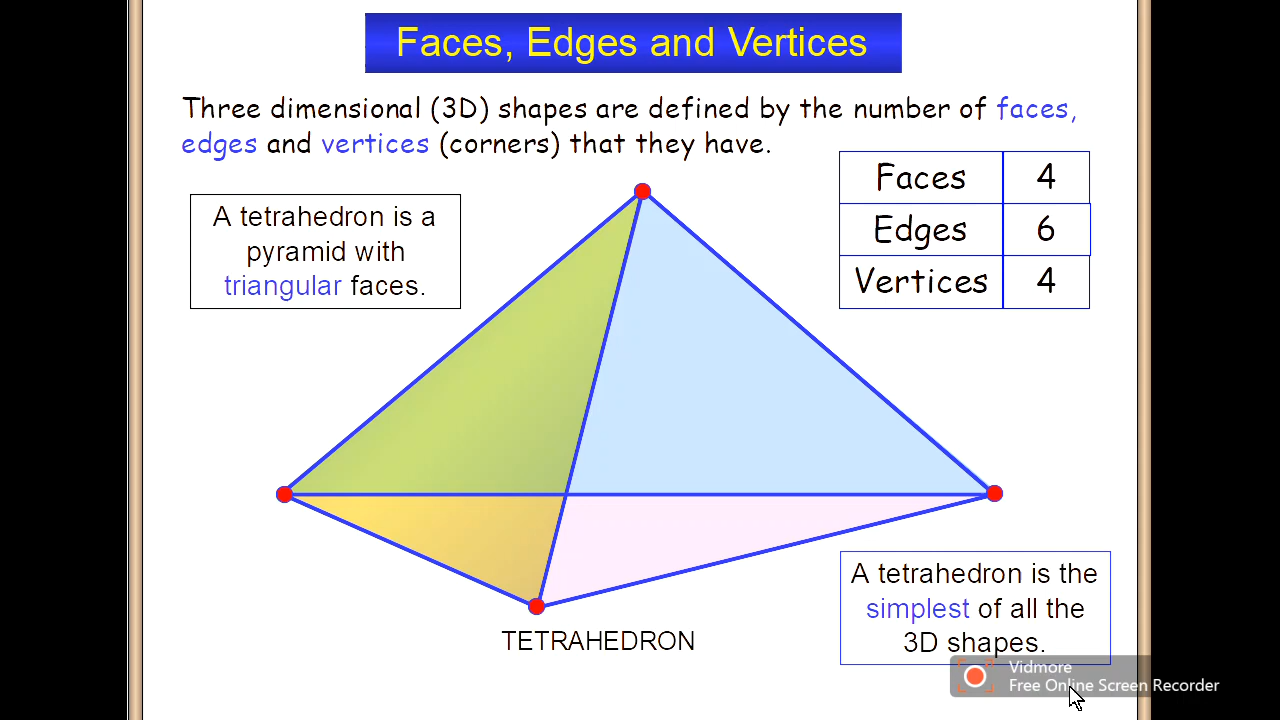 Faces, Edges and Vertices
Three dimensional (3D) shapes are defined by the number of faces,
edges and vertices (corners) that they have.
Faces 4
Edges 6
Vertices 4
A tetrahedron is a
pyramid with
triangular faces.
TETRAHEDRON
A tetrahedron is the
simplest of all the
3D shapes.
Vidmore
Free Online Screen Recorder